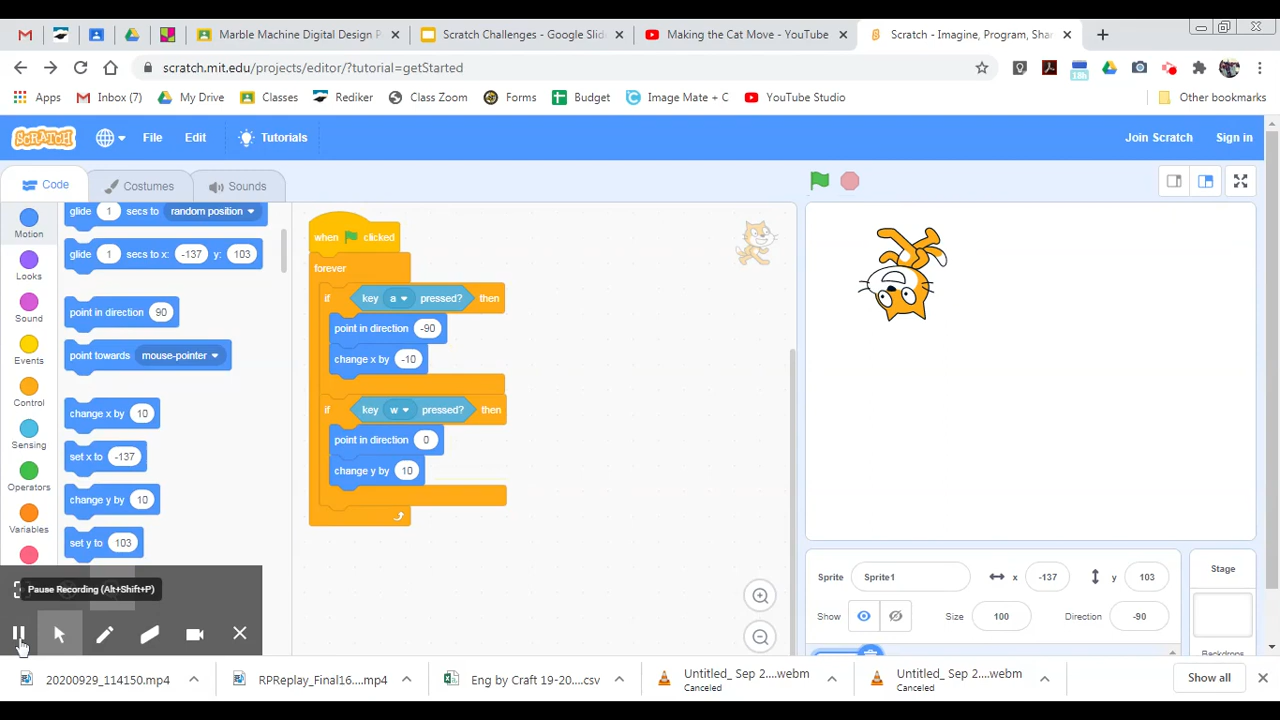 Marble Machine Digital Design P
Scratch Challenges - Google Slid
Making the Cat Move - YouTube
Scratch - Imagine, Program, Sha
scratch.mit.edu/projects/editor/?tutorial=getStarted
18h
Apps
Inbox (7)
My Drive
Classes
Rediker
Class Zoom
Forms
Budget
Image Mate + C
YouTube Studio
Other bookmarks
SCRATCH
File
Edit
Tutorials
Join Scratch
Sign in
Code
Costumes
Sounds
Motion
Looks
Sound
Events
Control
Sensing
Operators
Variables
glide 1 secs to random position
glide 1 secs to x: -137 y: 103
point in direction 90
point towards mouse-pointer
change x by 10
set x to -137
change y by 10
set y to 103
when clicked
forever
if key a pressed? then
point in direction -90
change x by -10
if key w pressed? then
point in direction 0
change y by 10
Sprite Sprite1 x -137 y 103
Show Size 100 Direction -90
Stage
Backdrops
Pause Recording (Alt+Shift+P)
20200929_114150.mp4
RPReplay_Final16....mp4
Eng by Craft 19-20....csv
Untitled_ Sep 2....webm
Canceled
Untitled_ Sep 2....webm
Canceled
Show all